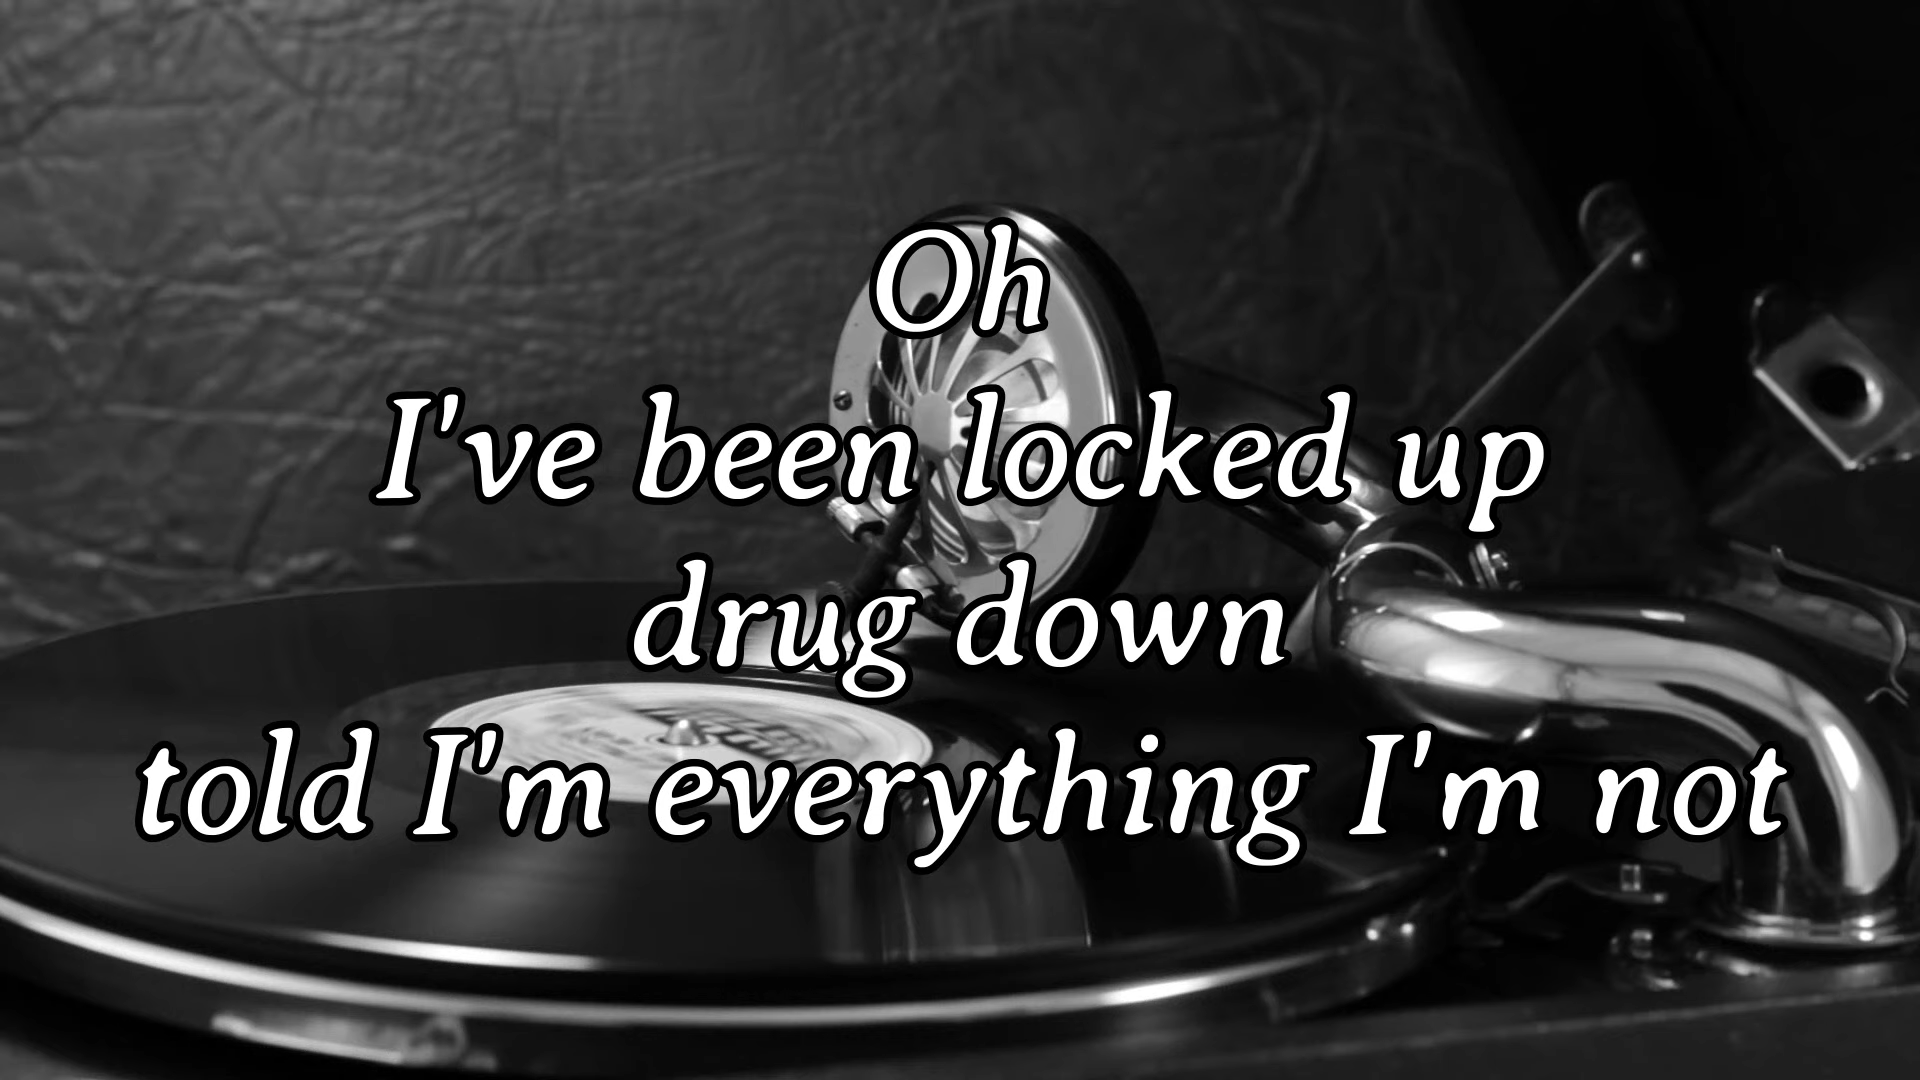 Oh
I've been locked up
drug down
told I'm everything I'm not